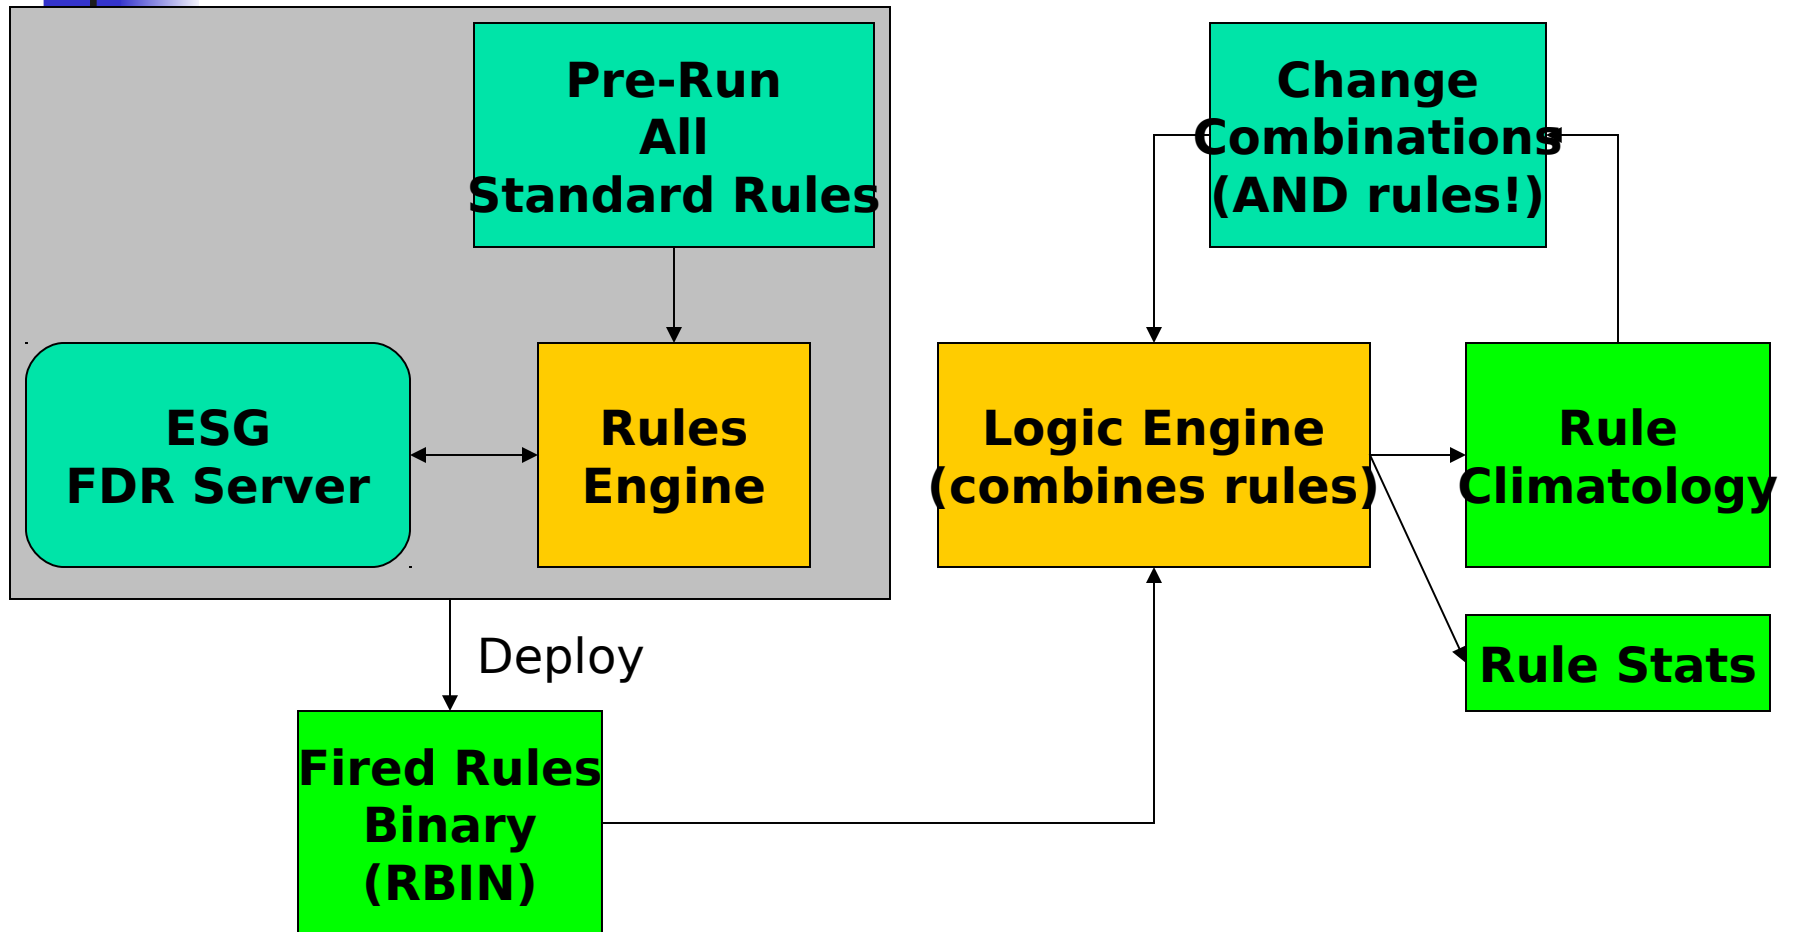 Pre-Run
All
Standard Rules
Change
Combinations
(AND rules!)
ESG
FDR Server
Rules
Engine
Logic Engine
(combines rules)
Rule
Climatology
Deploy
Rule Stats
Fired Rules
Binary
(RBIN)